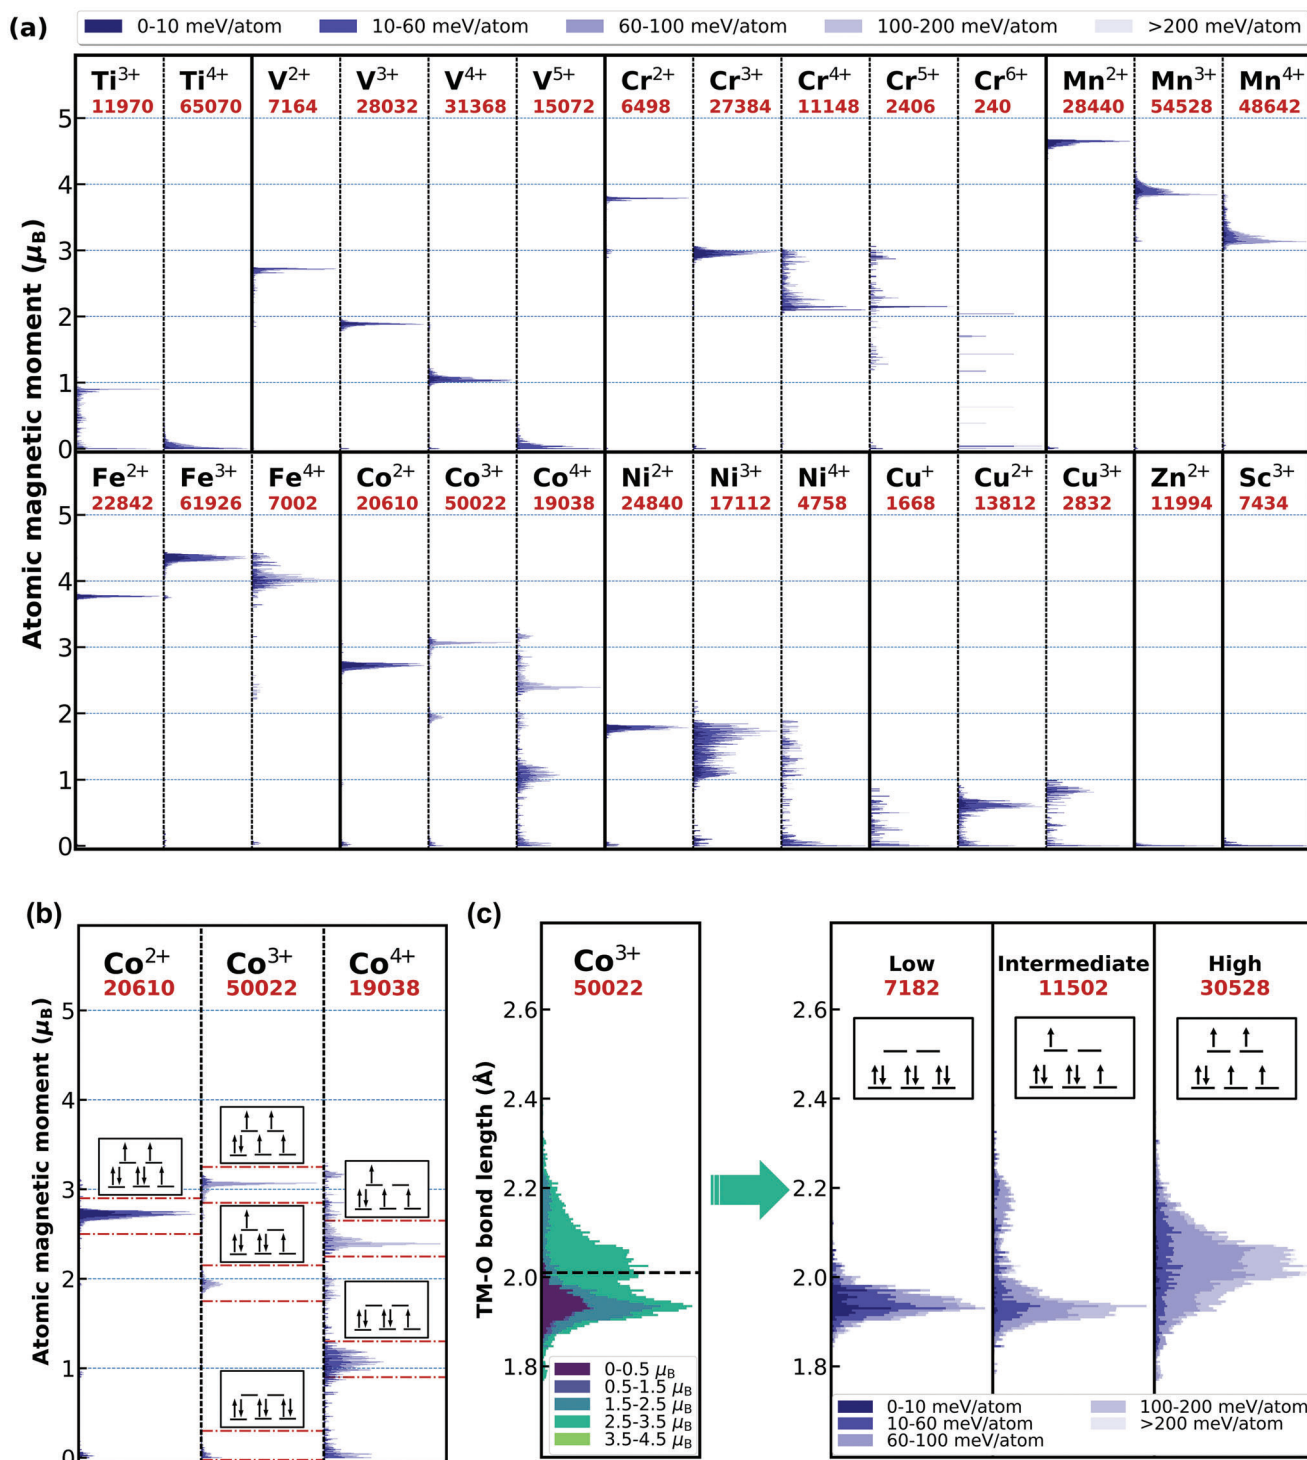 (a)
0-10 meV/atom 10-60 meV/atom 60-100 meV/atom 100-200 meV/atom >200 meV/atom
Ti³⁺ Ti⁴⁺ V²⁺ V³⁺ V⁴⁺ V⁵⁺ Cr²⁺ Cr³⁺ Cr⁴⁺ Cr⁵⁺ Cr⁶⁺ Mn²⁺ Mn³⁺ Mn⁴⁺
11970 65070 7164 28032 31368 15072 6498 27384 11148 2406 240 28440 54528 48642
5
4
3
2
1
0
Atomic magnetic moment (μB)
Fe²⁺ Fe³⁺ Fe⁴⁺ Co²⁺ Co³⁺ Co⁴⁺ Ni²⁺ Ni³⁺ Ni⁴⁺ Cu⁺ Cu²⁺ Cu³⁺ Zn²⁺ Sc³⁺
22842 61926 7002 20610 50022 19038 24840 17112 4758 1668 13812 2832 11994 7434
5
4
3
2
1
0
(b)
Co²⁺ Co³⁺ Co⁴⁺
20610 50022 19038
5
4
3
2
1
0
Atomic magnetic moment (μB)
(c)
Co³⁺
50022
2.6
2.4
2.2
2.0
1.8
TM-O bond length (Å)
0-0.5 μB
0.5-1.5 μB
1.5-2.5 μB
2.5-3.5 μB
3.5-4.5 μB
Low Intermediate High
7182 11502 30528
2.6
2.4
2.2
2.0
1.8
0-10 meV/atom 100-200 meV/atom
10-60 meV/atom >200 meV/atom
60-100 meV/atom